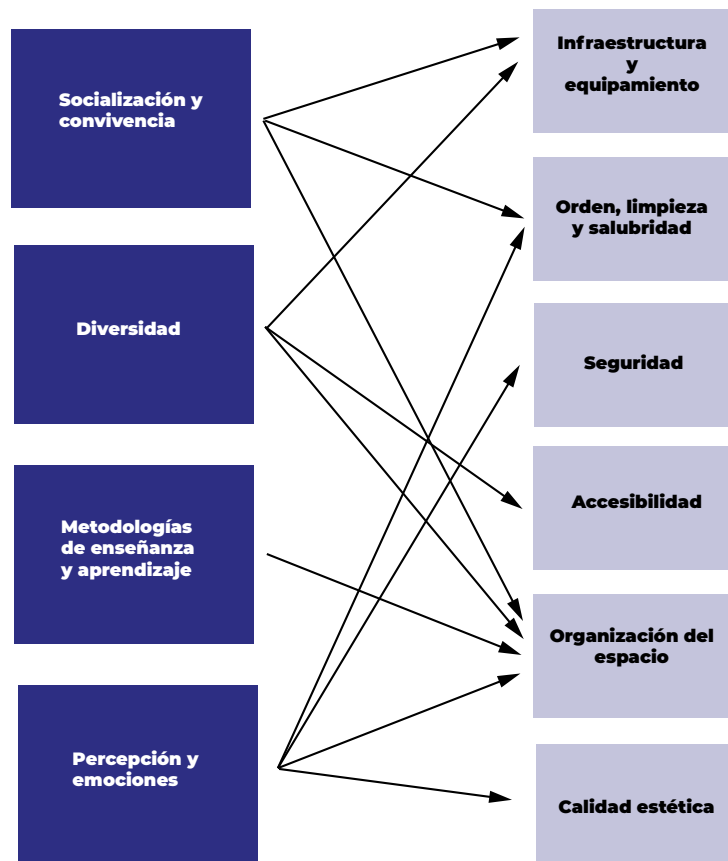 Socialización y
convivencia
Diversidad
Metodologías
de enseñanza
y aprendizaje
Percepción y
emociones
Infraestructura
y
equipamiento
Orden, limpieza
y salubridad
Seguridad
Accesibilidad
Organización del
espacio
Calidad estética